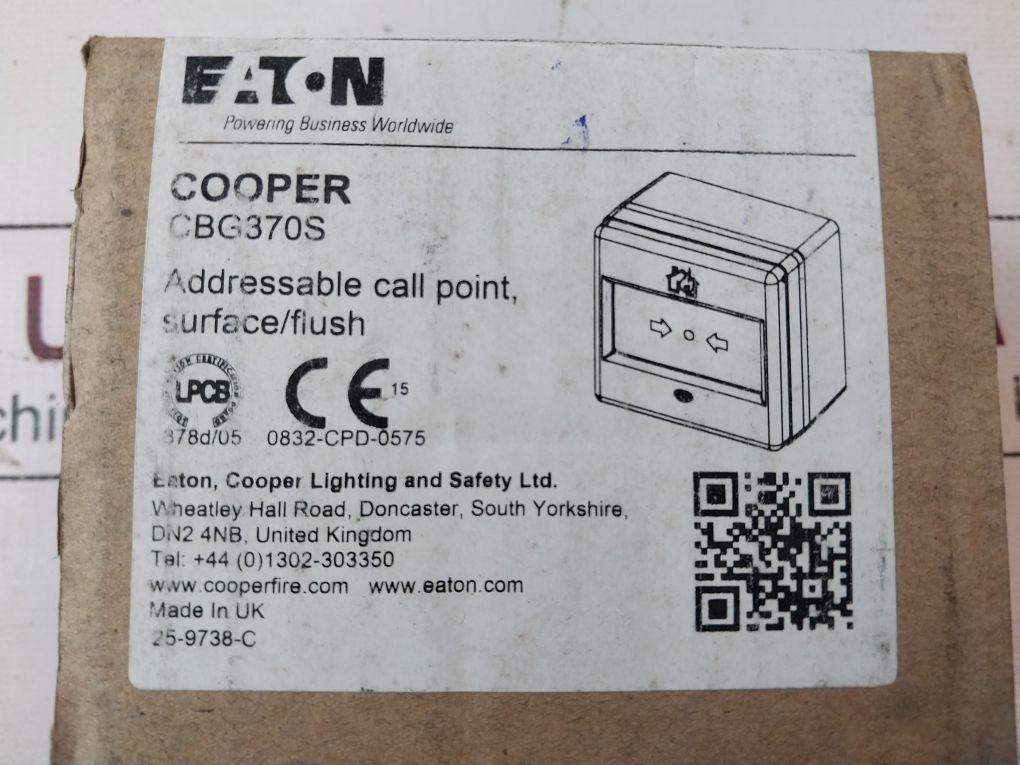 EATON
Powering Business Worldwide
COOPER
CBG370S
Addressable call point,
surface/flush
LPCB
CE 15
378d/05 0832-CPD-0575
Eaton, Cooper Lighting and Safety Ltd.
Wheatley Hall Road, Doncaster, South Yorkshire,
DN2 4NB, United Kingdom
Tel: +44 (0)1302-303350
www.cooperfire.com www.eaton.com
Made In UK
25-9738-C